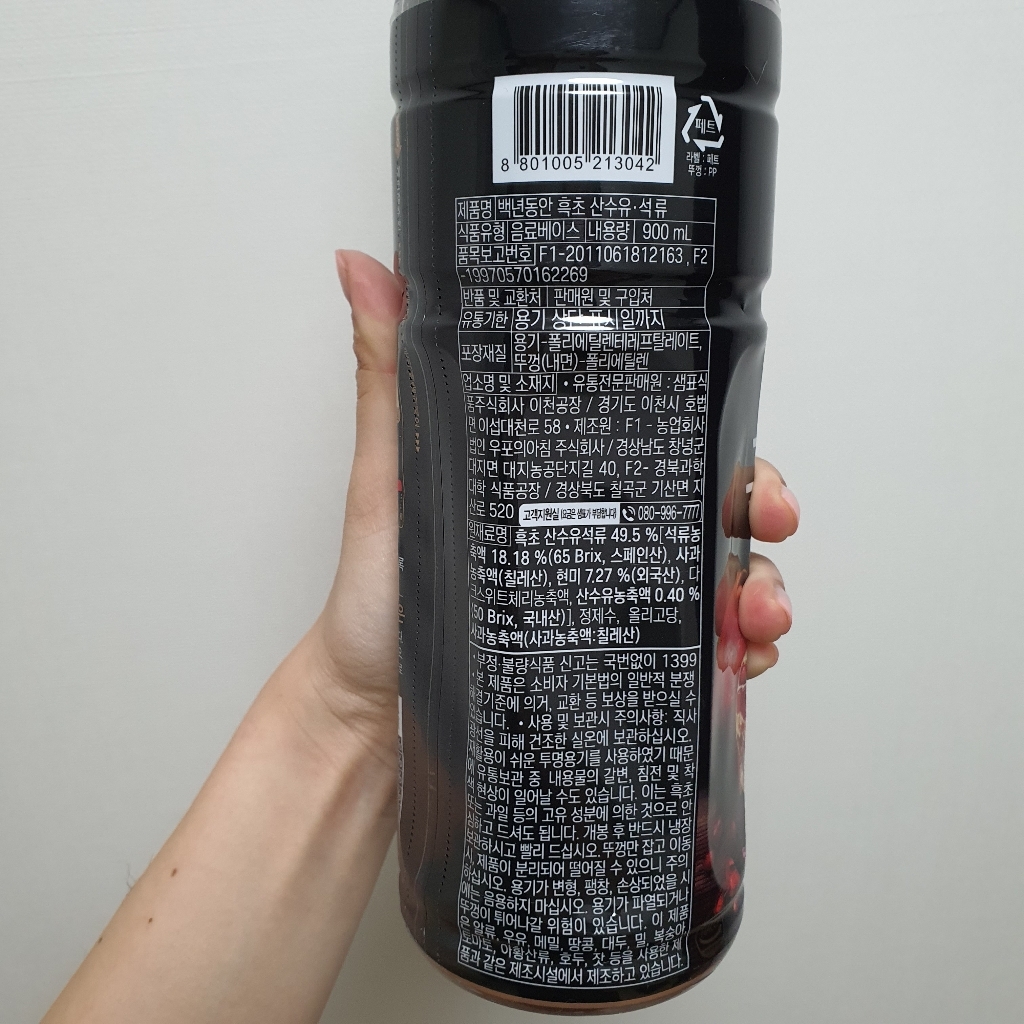 8 801005 213042
페트
라벨 : 페트
뚜껑 : PP
제품명 백년동안 흑초 산수유·석류
식품유형 음료베이스 내용량 900 mL
품목보고번호 F1-2011061812163, F2
-19970570162269
반품 및 교환처 판매원 및 구입처
유통기한 용기 상단 표시일까지
포장재질 용기-폴리에틸렌테레프탈레이트,
뚜껑(내면)-폴리에틸렌
업소명 및 소재지 • 유통전문판매원 : 샘표식
품주식회사 이천공장 / 경기도 이천시 호법
면 이섭대천로 58 • 제조원 : F1 - 농업회사
법인 우포의아침 주식회사 / 경상남도 창녕군
대지면 대지농공단지길 40, F2- 경북과학
대학 식품공장 / 경상북도 칠곡군 기산면 지
산로 520 고객지원실 (요금은 샘표가 부담합니다) 080-996-7777
원재료명 흑초 산수유석류 49.5 %[석류농
축액 18.18 %(65 Brix, 스페인산), 사과
농축액(칠레산), 현미 7.27 %(외국산), 다
크스위트체리농축액, 산수유농축액 0.40 %
(50 Brix, 국내산)], 정제수, 올리고당,
사과농축액(사과농축액:칠레산)
• 부정·불량식품 신고는 국번없이 1399
• 본 제품은 소비자 기본법의 일반적 분쟁
해결기준에 의거, 교환 등 보상을 받으실 수
있습니다. • 사용 및 보관시 주의사항: 직사
광선을 피해 건조한 실온에 보관하십시오.
재활용이 쉬운 투명용기를 사용하였기 때문
에 유통보관 중 내용물의 갈변, 침전 및 착
색 현상이 일어날 수도 있습니다. 이는 흑초
또는 과일 등의 고유 성분에 의한 것으로 안
심하고 드셔도 됩니다. 개봉 후 반드시 냉장
보관하시고 빨리 드십시오. 뚜껑만 잡고 이동
시, 제품이 분리되어 떨어질 수 있으니 주의
하십시오. 용기가 변형, 팽창, 손상되었을 시
에는 음용하지 마십시오. 용기가 파열되거나
뚜껑이 튀어나갈 위험이 있습니다. 이 제품
은 알류, 우유, 메밀, 땅콩, 대두, 밀, 복숭아,
토마토, 아황산류, 호두, 잣 등을 사용한 제
품과 같은 제조시설에서 제조하고 있습니다.